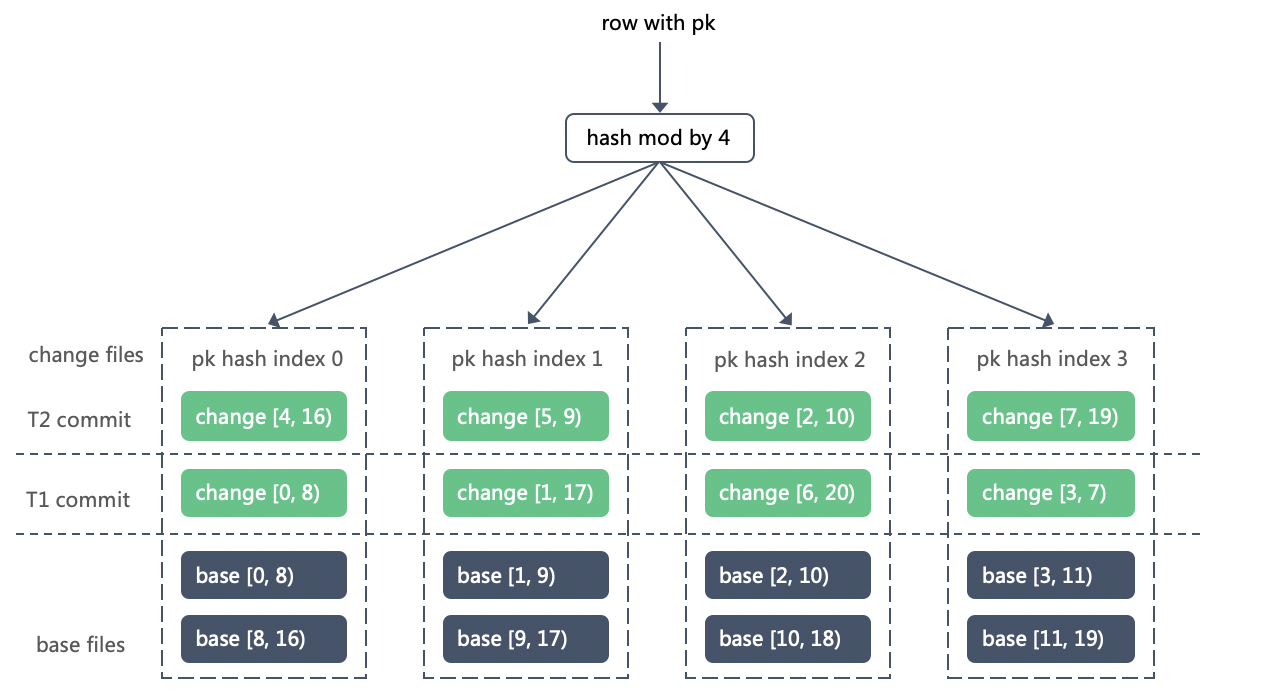 row with pk
hash mod by 4
change files
pk hash index 0
pk hash index 1
pk hash index 2
pk hash index 3
T2 commit
change [4, 16)
change [5, 9)
change [2, 10)
change [7, 19)
T1 commit
change [0, 8)
change [1, 17)
change [6, 20)
change [3, 7)
base [0, 8)
base [1, 9)
base [2, 10)
base [3, 11)
base files
base [8, 16)
base [9, 17)
base [10, 18)
base [11, 19)